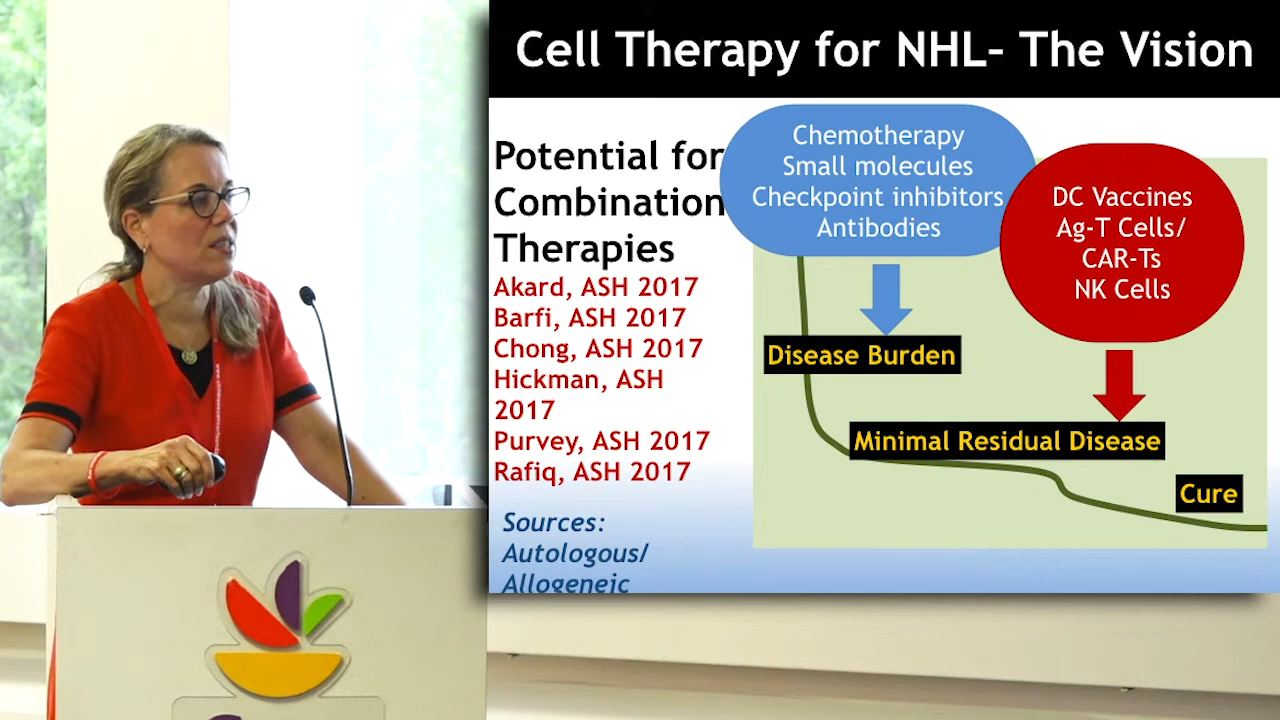 Cell Therapy for NHL- The Vision
Potential for
Combination
Therapies
Akard, ASH 2017
Barfi, ASH 2017
Chong, ASH 2017
Hickman, ASH
2017
Purvey, ASH 2017
Rafiq, ASH 2017
Sources:
Autologous/
Allogeneic
Chemotherapy
Small molecules
Checkpoint inhibitors
Antibodies
DC Vaccines
Ag-T Cells/
CAR-Ts
NK Cells
Disease Burden
Minimal Residual Disease
Cure